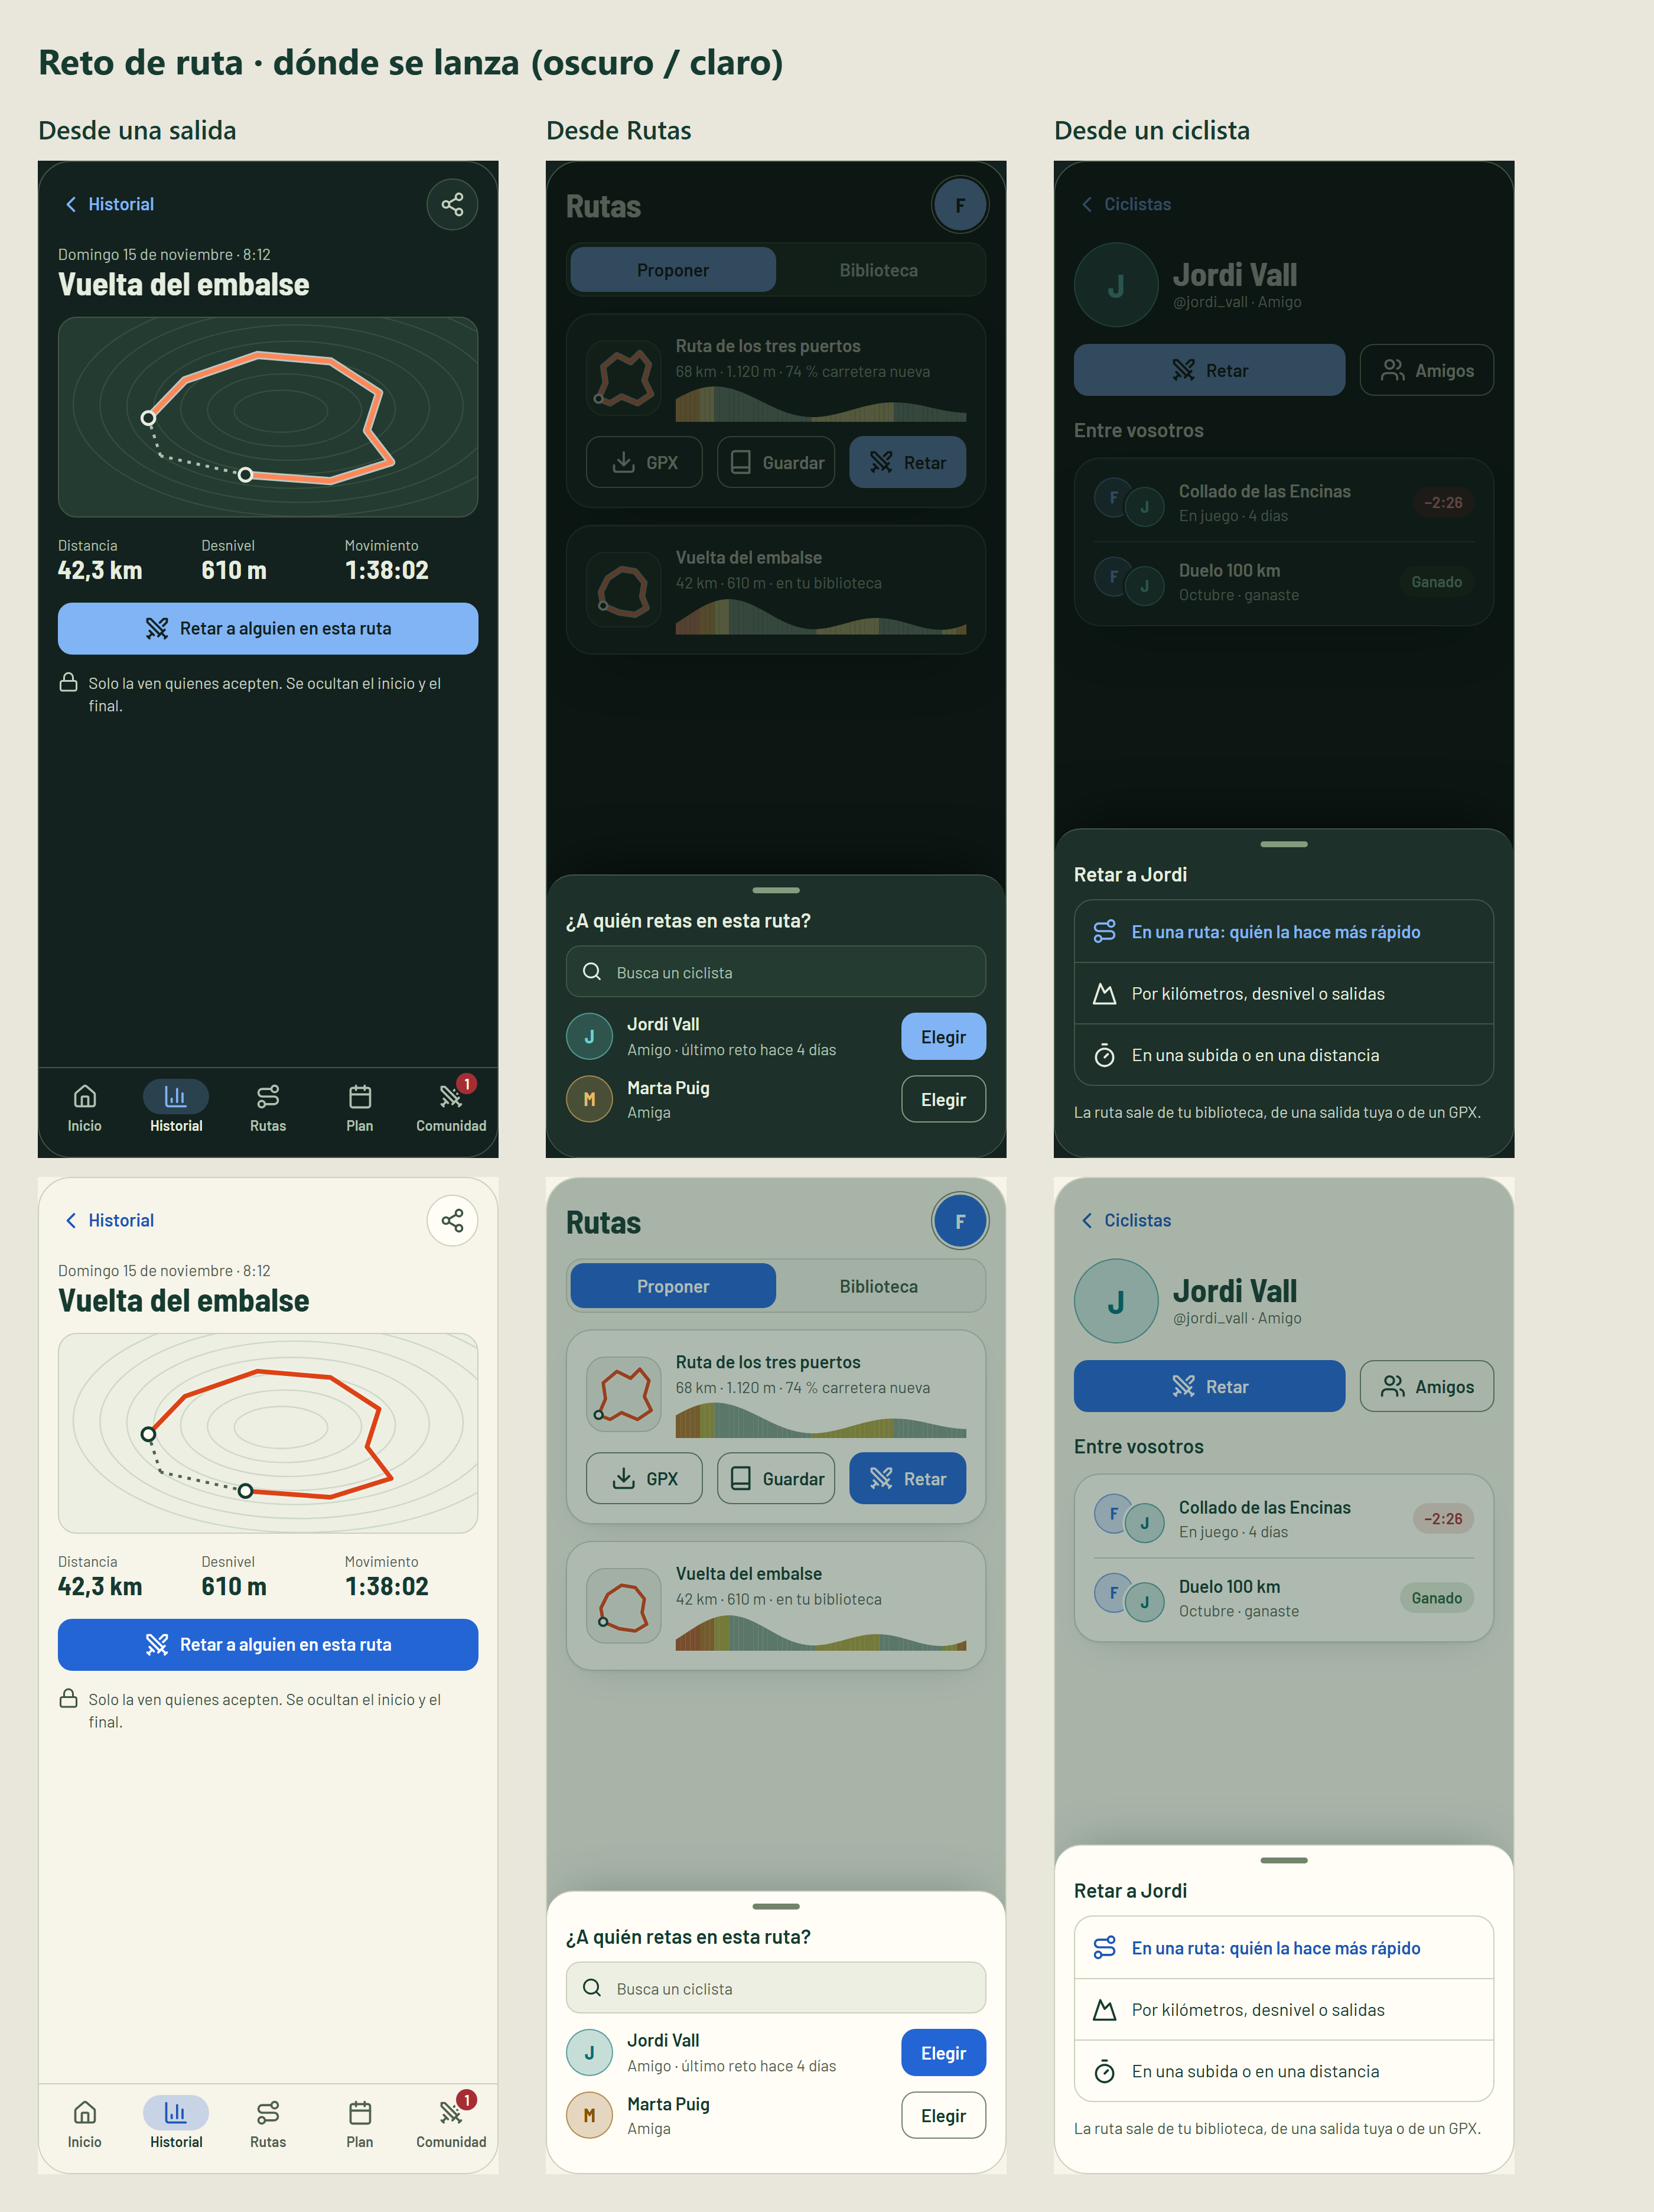 Reto de ruta · dónde se lanza (oscuro / claro)
Desde una salida
Historial
Domingo 15 de noviembre · 8:12
Vuelta del embalse
Distancia
Desnivel
Movimiento
42,3 km
610 m
1:38:02
Retar a alguien en esta ruta
Solo la ven quienes acepten. Se ocultan el inicio y el
final.
Inicio
Historial
Rutas
Plan
1
Comunidad
Desde Rutas
Rutas
F
Proponer
Biblioteca
Ruta de los tres puertos
68 km · 1.120 m · 74 % carretera nueva
GPX
Guardar
Retar
Vuelta del embalse
42 km · 610 m · en tu biblioteca
¿A quién retas en esta ruta?
Busca un ciclista
J
Jordi Vall
Amigo · último reto hace 4 días
Elegir
M
Marta Puig
Amiga
Elegir
Desde un ciclista
Ciclistas
J
Jordi Vall
@jordi_vall · Amigo
Retar
Amigos
Entre vosotros
F
J
Collado de las Encinas
En juego · 4 días
−2:26
F
J
Duelo 100 km
Octubre · ganaste
Ganado
Retar a Jordi
En una ruta: quién la hace más rápido
Por kilómetros, desnivel o salidas
En una subida o en una distancia
La ruta sale de tu biblioteca, de una salida tuya o de un GPX.
Historial
Domingo 15 de noviembre · 8:12
Vuelta del embalse
Distancia
Desnivel
Movimiento
42,3 km
610 m
1:38:02
Retar a alguien en esta ruta
Solo la ven quienes acepten. Se ocultan el inicio y el
final.
Inicio
Historial
Rutas
Plan
1
Comunidad
Rutas
F
Proponer
Biblioteca
Ruta de los tres puertos
68 km · 1.120 m · 74 % carretera nueva
GPX
Guardar
Retar
Vuelta del embalse
42 km · 610 m · en tu biblioteca
¿A quién retas en esta ruta?
Busca un ciclista
J
Jordi Vall
Amigo · último reto hace 4 días
Elegir
M
Marta Puig
Amiga
Elegir
Ciclistas
J
Jordi Vall
@jordi_vall · Amigo
Retar
Amigos
Entre vosotros
F
J
Collado de las Encinas
En juego · 4 días
−2:26
F
J
Duelo 100 km
Octubre · ganaste
Ganado
Retar a Jordi
En una ruta: quién la hace más rápido
Por kilómetros, desnivel o salidas
En una subida o en una distancia
La ruta sale de tu biblioteca, de una salida tuya o de un GPX.